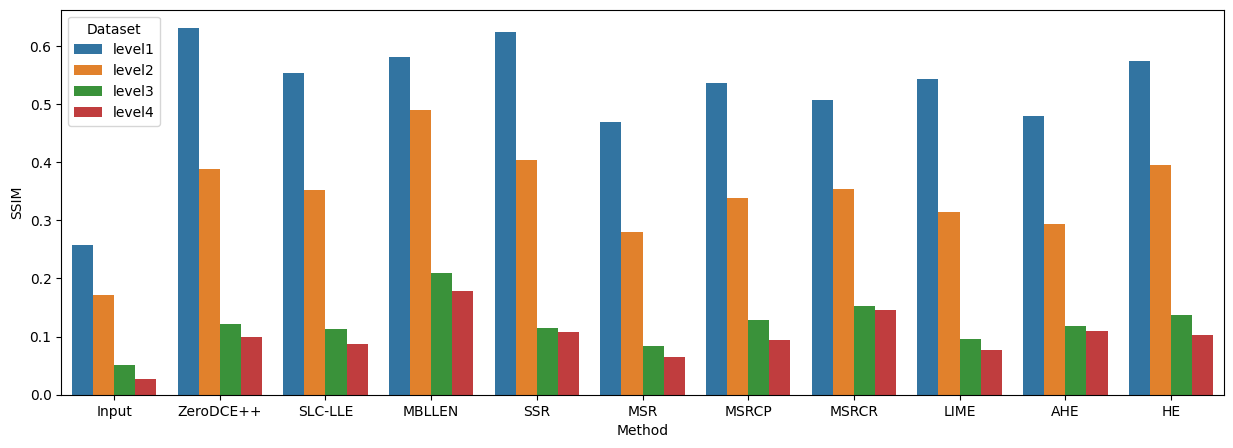 Dataset
level1
level2
level3
level4
0.6
0.5
0.4
0.3
0.2
0.1
0.0
SSIM
Input ZeroDCE++ SLC-LLE MBLLEN SSR MSR MSRCP MSRCR LIME AHE HE
Method